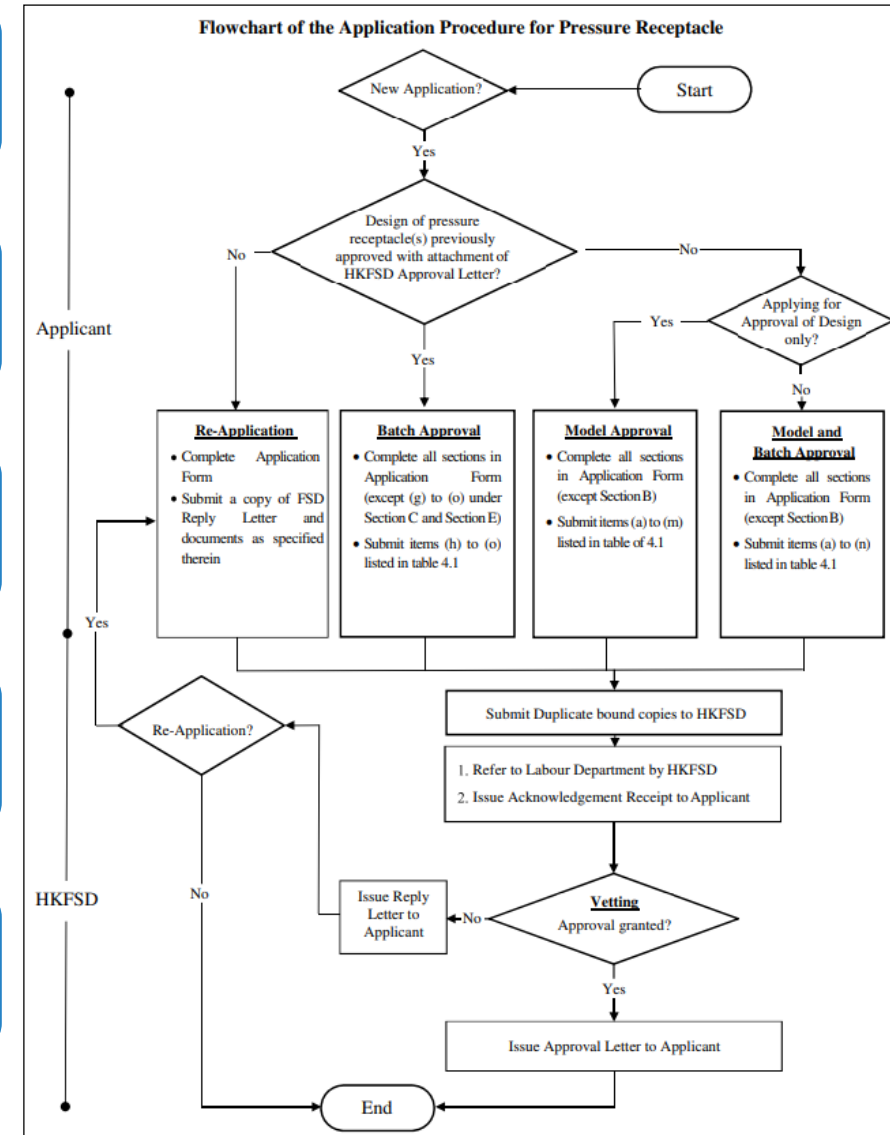 Flowchart of the Application Procedure for Pressure Receptacle
New Application?
Start
Yes
Design of pressure
receptacle(s) previously
approved with attachment of
HKFSD Approval Letter?
No
No
Applicant
Applying for
Approval of Design
only?
Yes
Yes
No
Re-Application
• Complete Application
Form
• Submit a copy of FSD
Reply Letter and
documents as specified
therein
Batch Approval
• Complete all sections in
Application Form
(except (g) to (o) under
Section C and Section E)
• Submit items (h) to (o)
listed in table 4.1
Model Approval
• Complete all sections
in Application Form
(except Section B)
• Submit items (a) to (m)
listed in table of 4.1
Model and
Batch Approval
• Complete all sections
in Application Form
(except Section B)
• Submit items (a) to (n)
listed in table 4.1
Yes
Re-Application?
Submit Duplicate bound copies to HKFSD
1. Refer to Labour Department by HKFSD
2. Issue Acknowledgement Receipt to Applicant
HKFSD
No
Issue Reply
Letter to
Applicant
No
Vetting
Approval granted?
Yes
Issue Approval Letter to Applicant
End